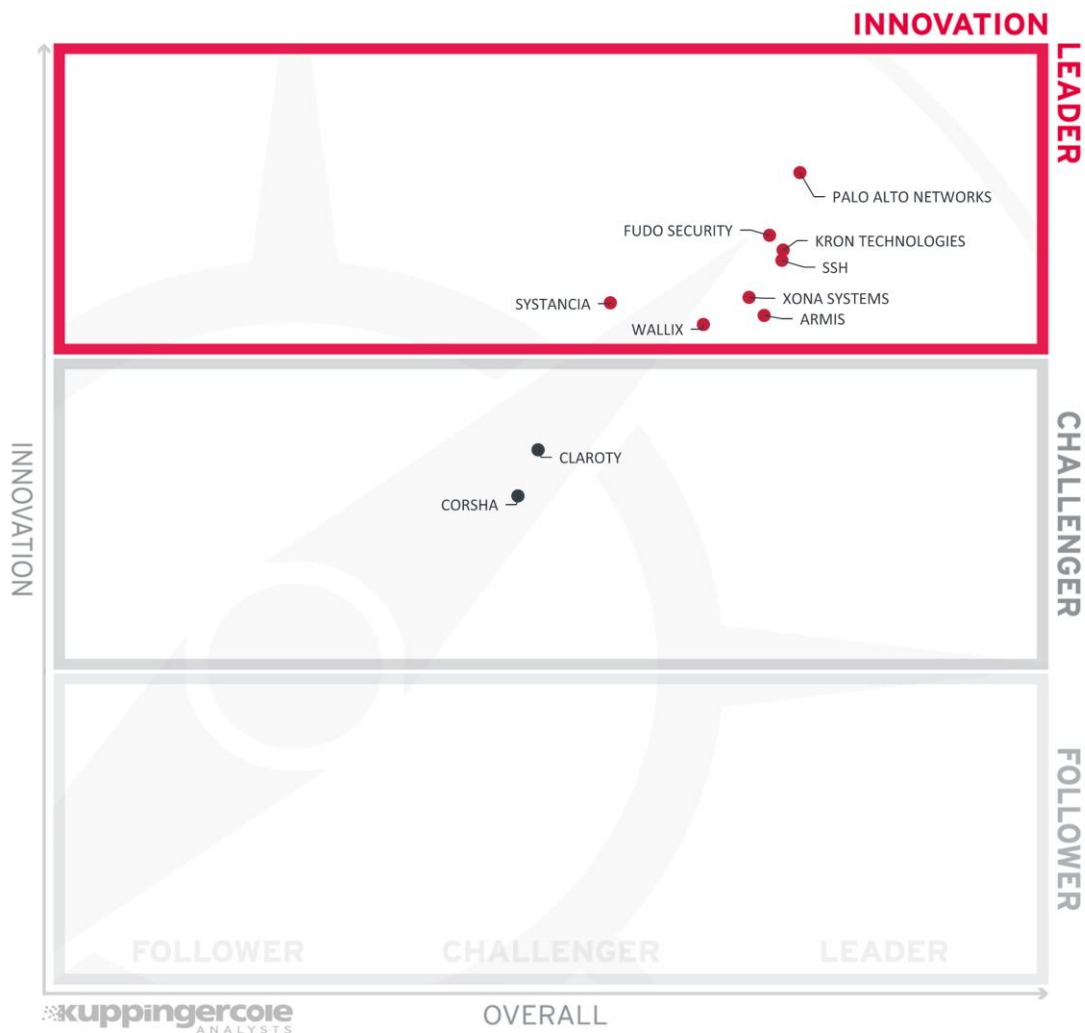 INNOVATION
LEADER
PALO ALTO NETWORKS
FUDO SECURITY
KRON TECHNOLOGIES
SSH
XONA SYSTEMS
SYSTANCIA
ARMIS
WALLIX
CHALLENGER
INNOVATION
CLAROTY
CORSHA
FOLLOWER
FOLLOWER CHALLENGER LEADER
kuppingercole
ANALYSTS
OVERALL